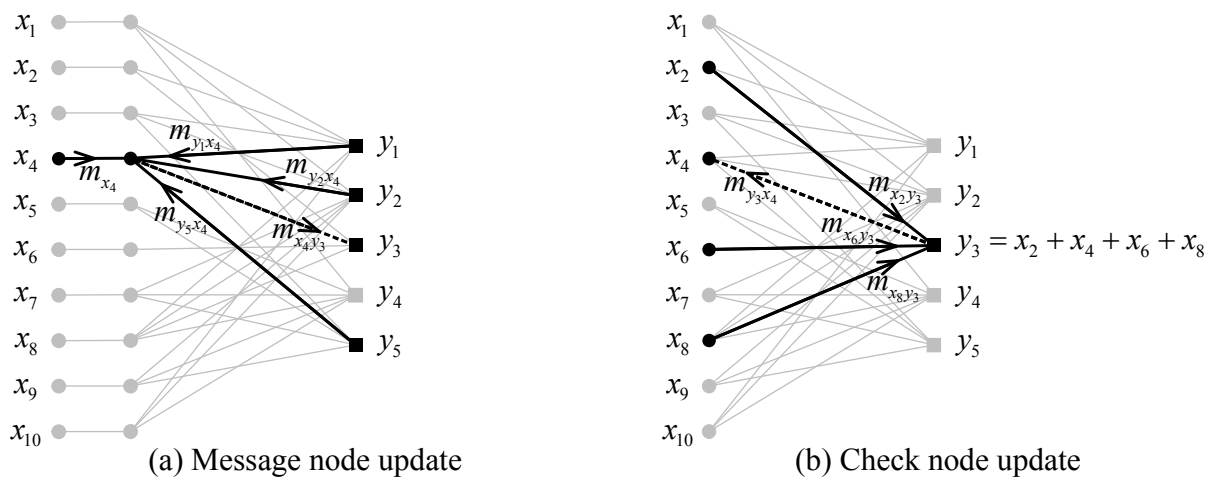 x₁
x₂
x₃
x₄
x₅
x₆
x₇
x₈
x₉
x₁₀
m_{x₄}
m_{y₁x₄}
m_{y₂x₄}
m_{y₅x₄}
m_{x₄y₃}
y₁
y₂
y₃
y₄
y₅
(a) Message node update
x₁
x₂
x₃
x₄
x₅
x₆
x₇
x₈
x₉
x₁₀
m_{x₂y₃}
m_{y₃x₄}
m_{x₆y₃}
m_{x₈y₃}
y₁
y₂
y₃ = x₂ + x₄ + x₆ + x₈
y₄
y₅
(b) Check node update